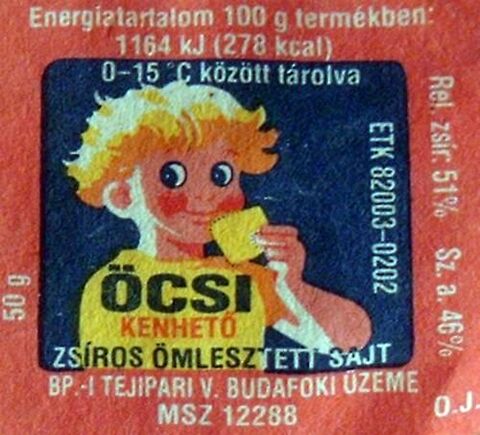 Energiatartalom 100 g termékben:
1164 kJ (278 kcal)
0-15 °C között tárolva
ETK 82003-0202
Rel. zsír. 51% Sz. a. 46%
50 g
ÖCSI
KENHETŐ
ZSÍROS ÖMLESZTETT SAJT
BP.-I TEJIPARI V. BUDAFOKI ÜZEME
MSZ 12288
O.J.